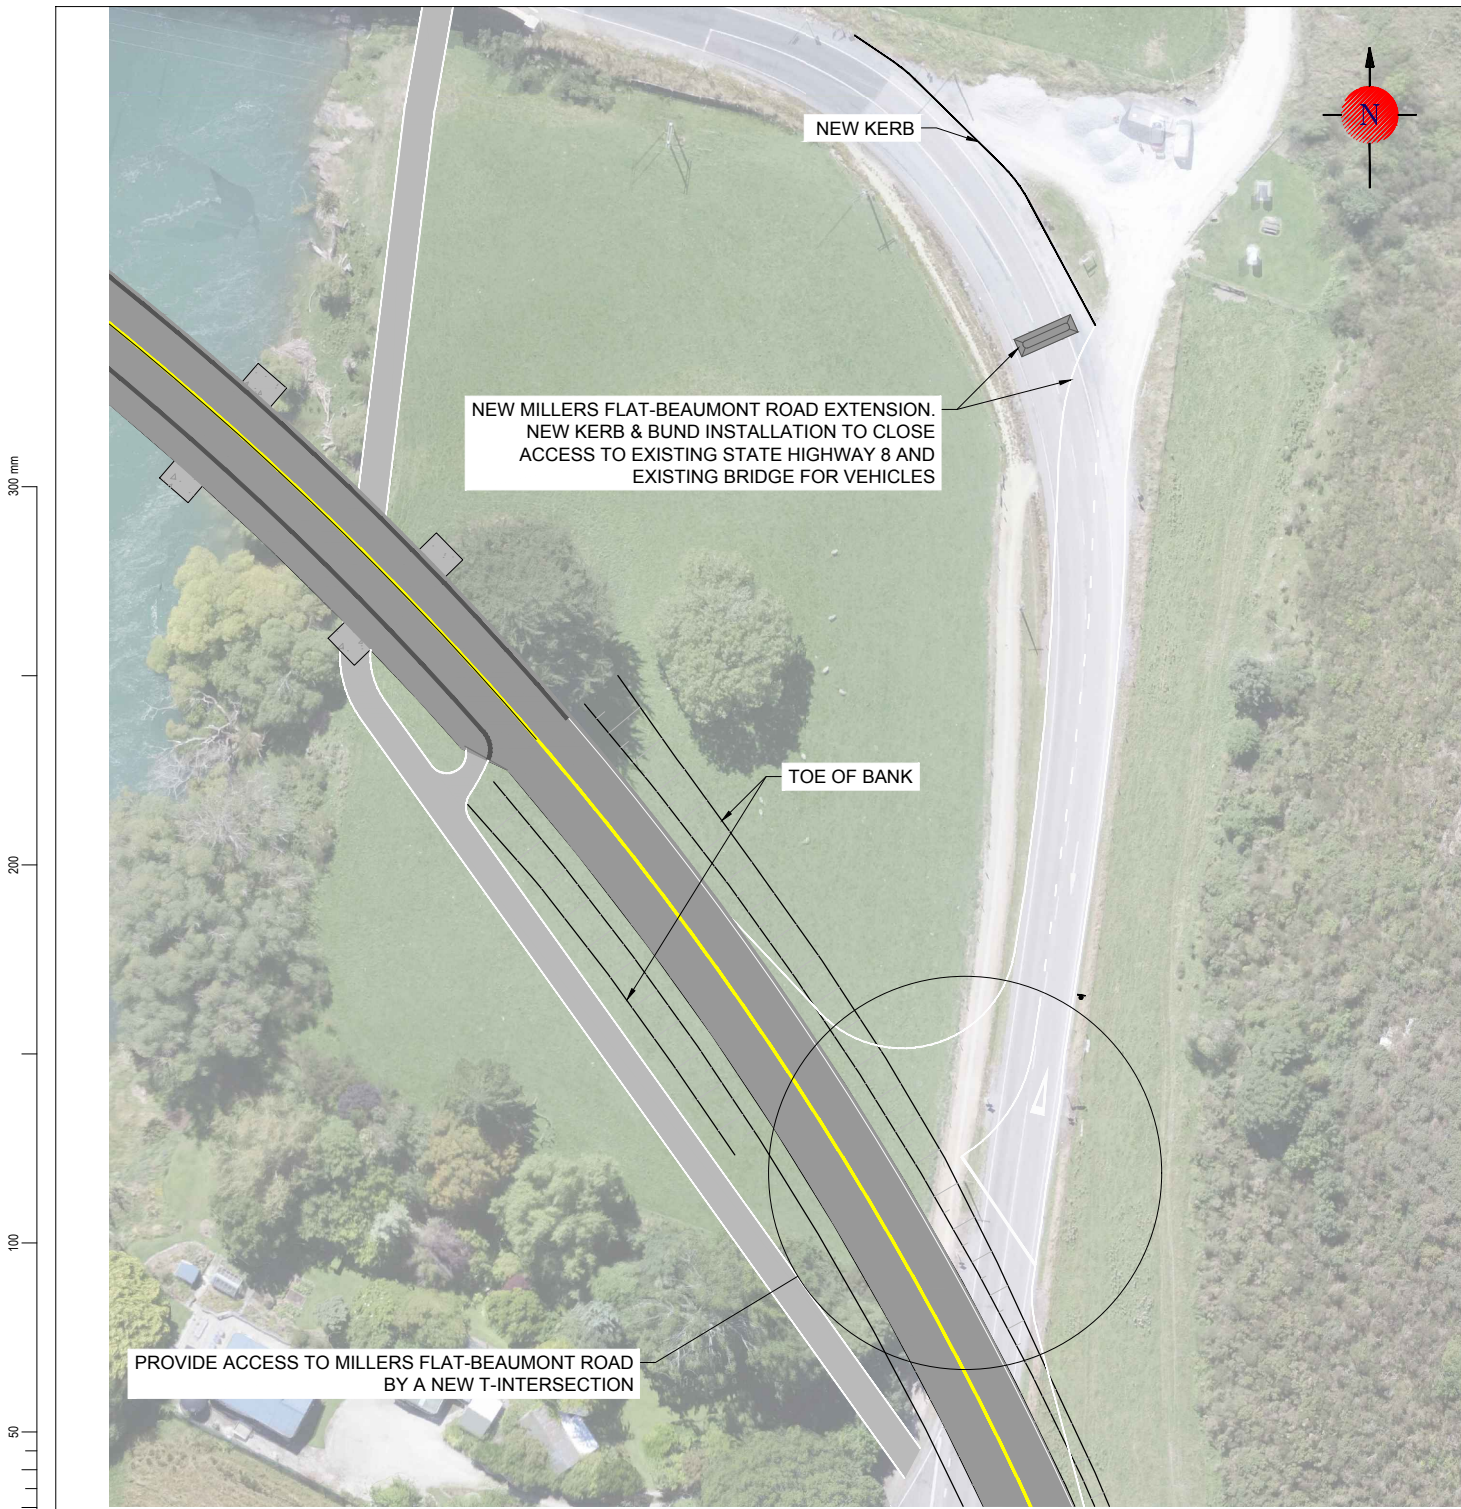 NEW KERB
N
NEW MILLERS FLAT-BEAUMONT ROAD EXTENSION.
NEW KERB & BUND INSTALLATION TO CLOSE
ACCESS TO EXISTING STATE HIGHWAY 8 AND
EXISTING BRIDGE FOR VEHICLES
300 mm
TOE OF BANK
200
100
PROVIDE ACCESS TO MILLERS FLAT-BEAUMONT ROAD
BY A NEW T-INTERSECTION
50